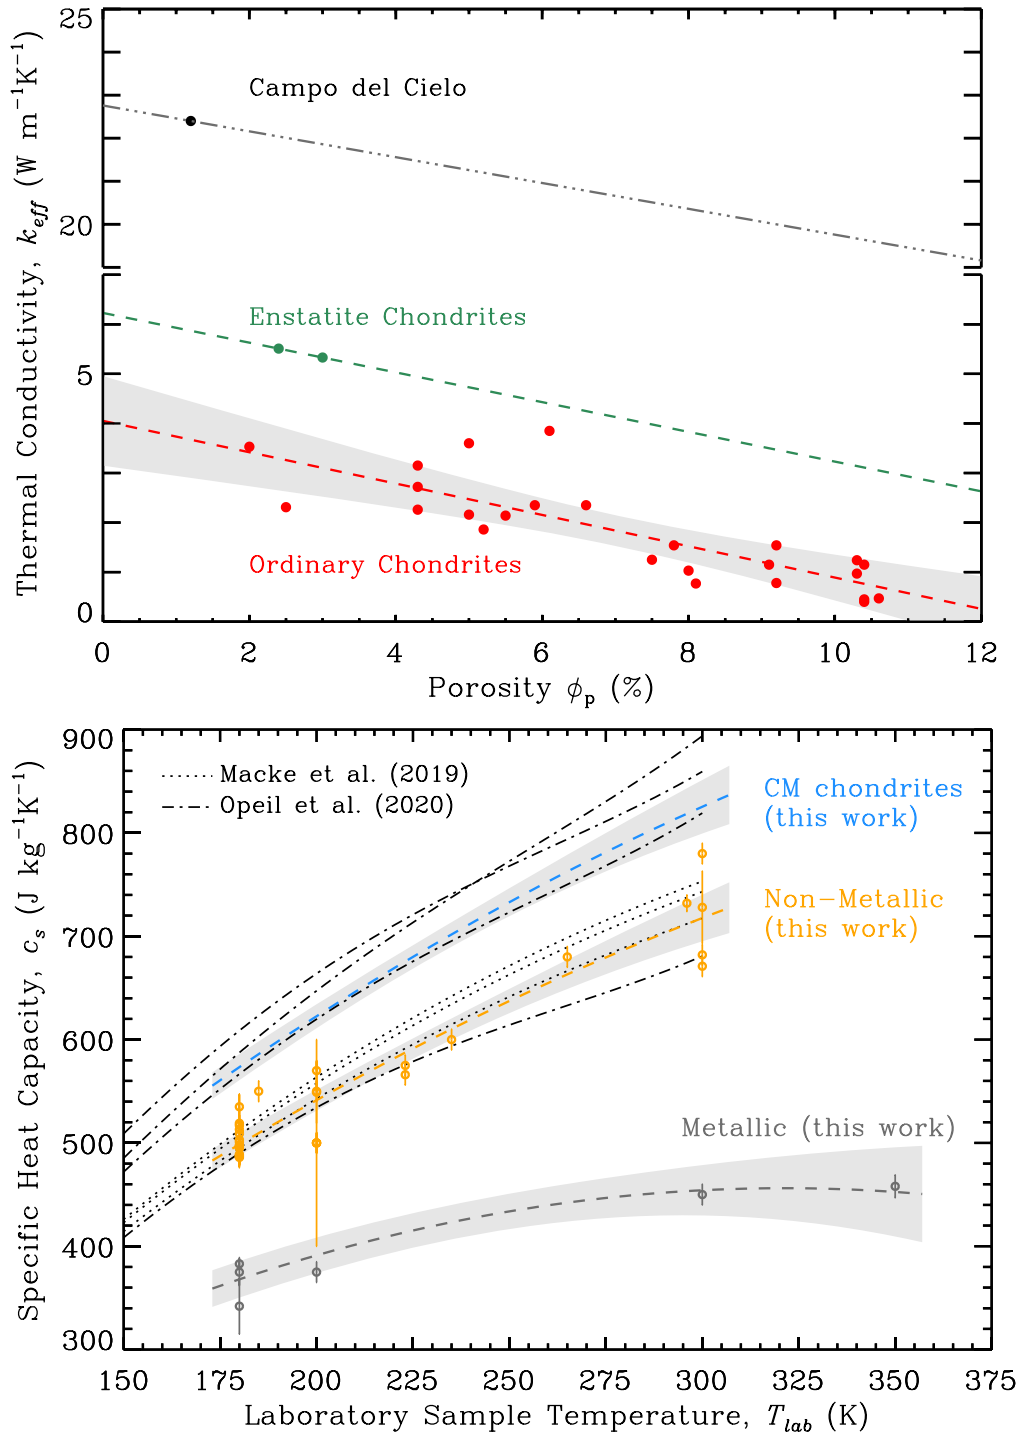 25
20
Campo del Cielo
Enstatite Chondrites
5
Ordinary Chondrites
0
Thermal Conductivity, k_eff (W m⁻¹K⁻¹)
0 2 4 6 8 10 12
Porosity ϕ_p (%)
900
800
700
600
500
400
300
Macke et al. (2019)
Opeil et al. (2020)
CM chondrites
(this work)
Non-Metallic
(this work)
Metallic (this work)
Specific Heat Capacity, c_s (J kg⁻¹K⁻¹)
150 175 200 225 250 275 300 325 350 375
Laboratory Sample Temperature, T_lab (K)